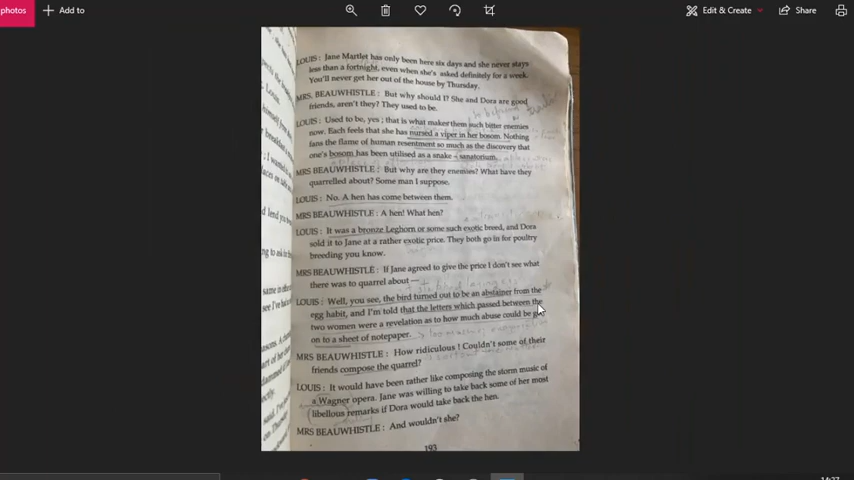 photos
Add to
Edit & Create
Share
LOUIS : Jane Martlet has only been here six days and she never stays
less than a fortnight, even when she's asked definitely for a week.
You'll never get her out of the house by Thursday.
MRS. BEAUWHISTLE : But why should I? She and Dora are good
friends, aren't they? They used to be.
LOUIS : Used to be, yes ; that is what makes them such bitter enemies
now. Each feels that she has nursed a viper in her bosom. Nothing
fans the flame of human resentment so much as the discovery that
one's bosom has been utilised as a snake - sanatorium.
MRS BEAUWHISTLE : But why are they enemies? What have they
quarrelled about? Some man I suppose.
LOUIS : No. A hen has come between them.
MRS BEAUWHISTLE : A hen! What hen?
LOUIS : It was a bronze Leghorn or some such exotic breed, and Dora
sold it to Jane at a rather exotic price. They both go in for poultry
breeding you know.
MRS BEAUWHISTLE : If Jane agreed to give the price I don't see what
there was to quarrel about —
LOUIS : Well, you see, the bird turned out to be an abstainer from the
egg habit, and I'm told that the letters which passed between the
two women were a revelation as to how much abuse could be
on to a sheet of notepaper.
MRS BEAUWHISTLE : How ridiculous ! Couldn't some of their
friends compose the quarrel?
LOUIS : It would have been rather like composing the storm music of
a Wagner opera. Jane was willing to take back some of her most
libellous remarks if Dora would take back the hen.
MRS BEAUWHISTLE : And wouldn't she?
193